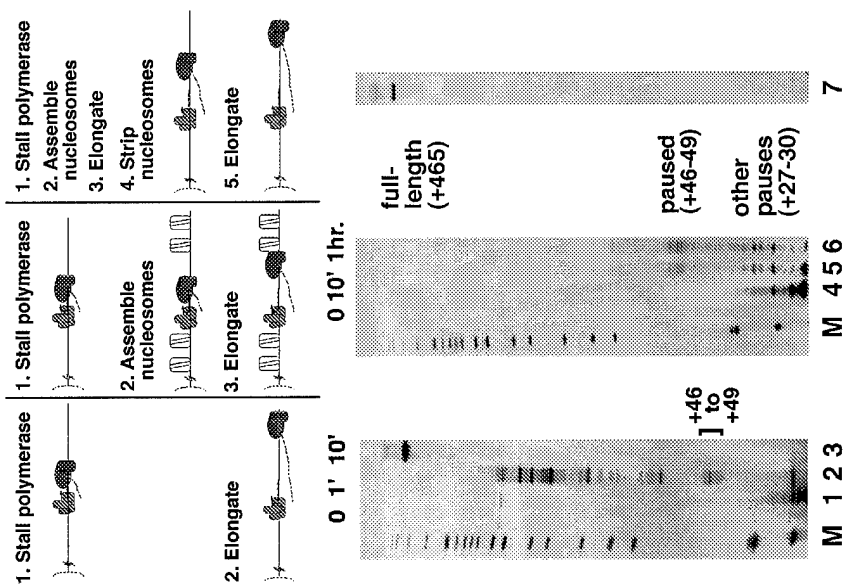 1. Stall polymerase
2. Elongate
1. Stall polymerase
2. Assemble
nucleosomes
3. Elongate
1. Stall polymerase
2. Assemble
nucleosomes
3. Elongate
4. Strip
nucleosomes
5. Elongate
0 1' 10'
+46
to
+49
M 1 2 3
0 10' 1hr.
M 4 5 6
full-
length
(+465)
paused
(+46-49)
other
pauses
(+27-30)
7